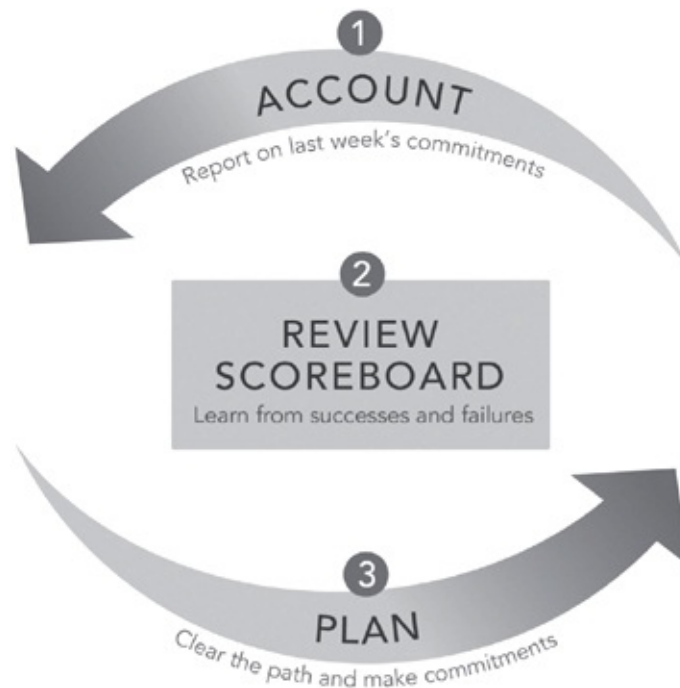 1
ACCOUNT
Report on last week's commitments
2
REVIEW
SCOREBOARD
Learn from successes and failures
3
PLAN
Clear the path and make commitments